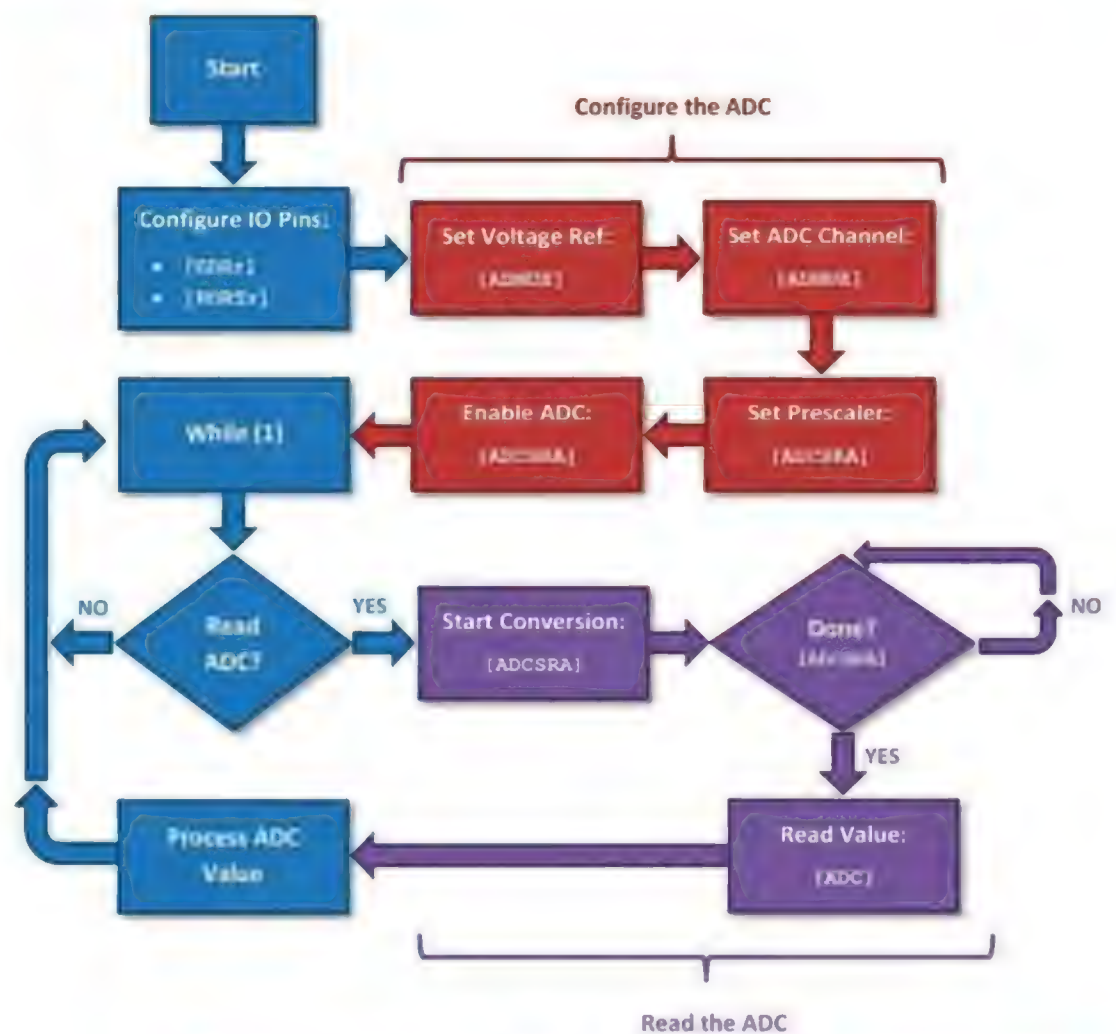 Start
Configure the ADC
Configure IO Pins:
Set Voltage Ref:
Set ADC Channel:
While (1)
Enable ADC:
[ADCSRA]
Set Prescaler:
[ADCSRA]
Read
ADC?
NO
YES
Start Conversion:
[ADCSRA]
Done?
NO
YES
Process ADC
Value
Read Value:
[ADC]
Read the ADC